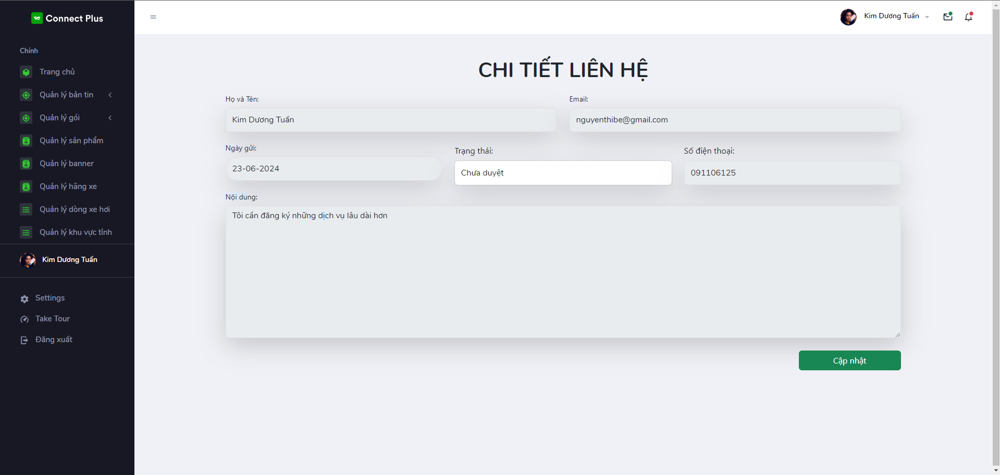 Connect Plus
Kim Dương Tuấn
Chính
Trang chủ
Quản lý bản tin
Quản lý gói
Quản lý sản phẩm
Quản lý banner
Quản lý hãng xe
Quản lý dòng xe hơi
Quản lý khu vực tỉnh
Kim Dương Tuấn
Settings
Take Tour
Đăng xuất
CHI TIẾT LIÊN HỆ
Họ và Tên:
Kim Dương Tuấn
Email:
nguyenthibe@gmail.com
Ngày gửi:
23-06-2024
Trạng thái:
Chưa duyệt
Số điện thoại:
091106125
Nội dung:
Tôi cần đăng ký những dịch vụ lâu dài hơn
Cập nhật